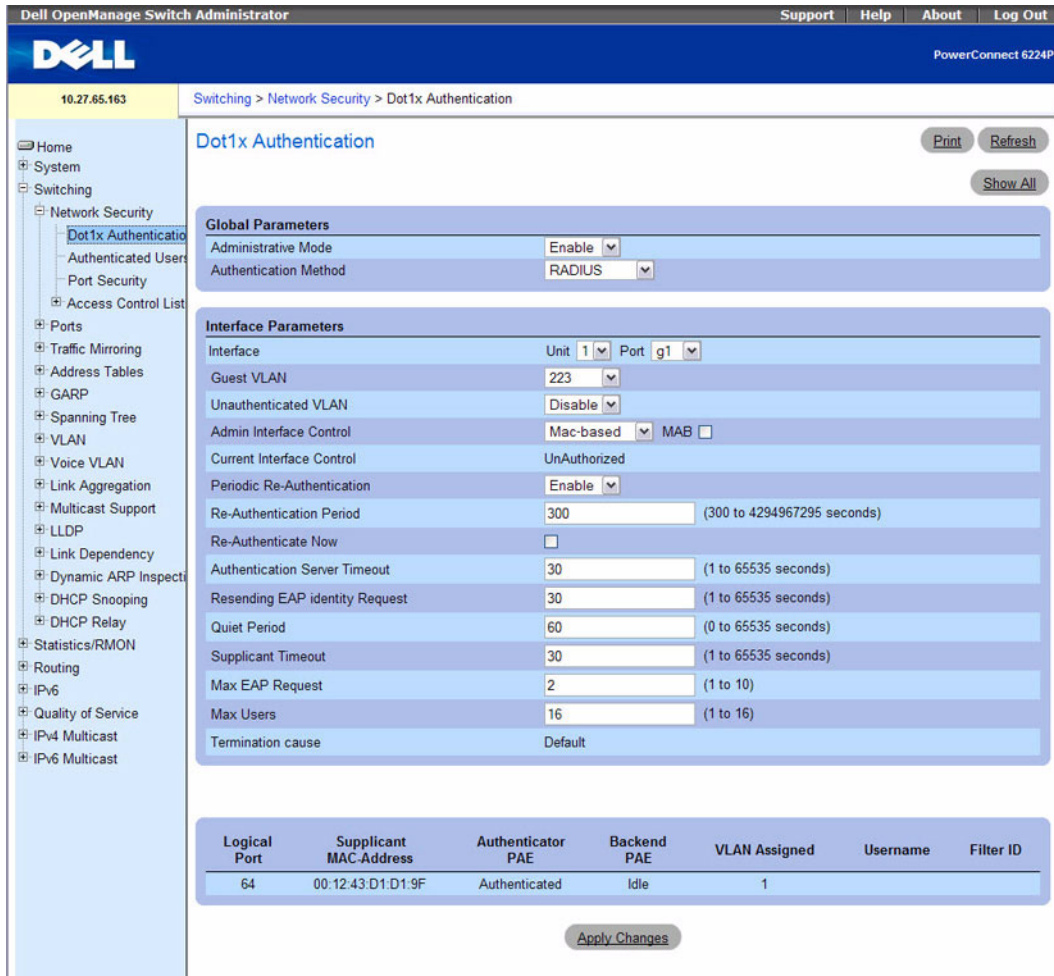 Dell OpenManage Switch Administrator
Support Help About Log Out
DELL
PowerConnect 6224P
10.27.65.163
Switching > Network Security > Dot1x Authentication
Home
System
Switching
Network Security
Dot1x Authenticatio
Authenticated Users
Port Security
Access Control List
Ports
Traffic Mirroring
Address Tables
GARP
Spanning Tree
VLAN
Voice VLAN
Link Aggregation
Multicast Support
LLDP
Link Dependency
Dynamic ARP Inspecti
DHCP Snooping
DHCP Relay
Statistics/RMON
Routing
IPv6
Quality of Service
IPv4 Multicast
IPv6 Multicast
Dot1x Authentication
Print Refresh
Show All
Global Parameters
Administrative Mode Enable
Authentication Method RADIUS
Interface Parameters
Interface Unit 1 Port g1
Guest VLAN 223
Unauthenticated VLAN Disable
Admin Interface Control Mac-based MAB
Current Interface Control UnAuthorized
Periodic Re-Authentication Enable
Re-Authentication Period 300 (300 to 4294967295 seconds)
Re-Authenticate Now
Authentication Server Timeout 30 (1 to 65535 seconds)
Resending EAP identity Request 30 (1 to 65535 seconds)
Quiet Period 60 (0 to 65535 seconds)
Supplicant Timeout 30 (1 to 65535 seconds)
Max EAP Request 2 (1 to 10)
Max Users 16 (1 to 16)
Termination cause Default
Logical Port Supplicant MAC-Address Authenticator PAE Backend PAE VLAN Assigned Username Filter ID
64 00:12:43:D1:D1:9F Authenticated Idle 1
Apply Changes